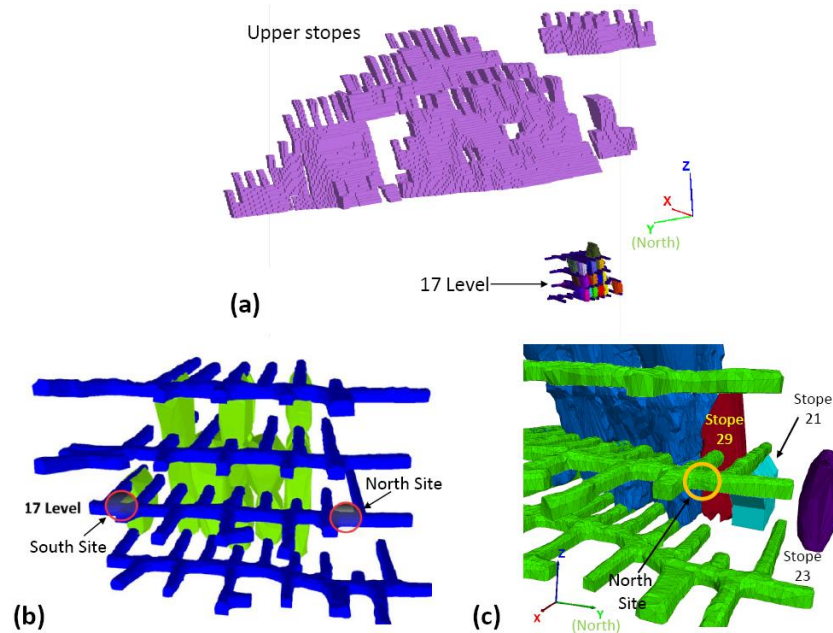 Upper stopes
Z
X
Y
(North)
17 Level
(a)
North Site
17 Level
South Site
(b)
Stope
21
Stope
29
Stope
23
North
Site
Z
X
Y
(North)
(c)